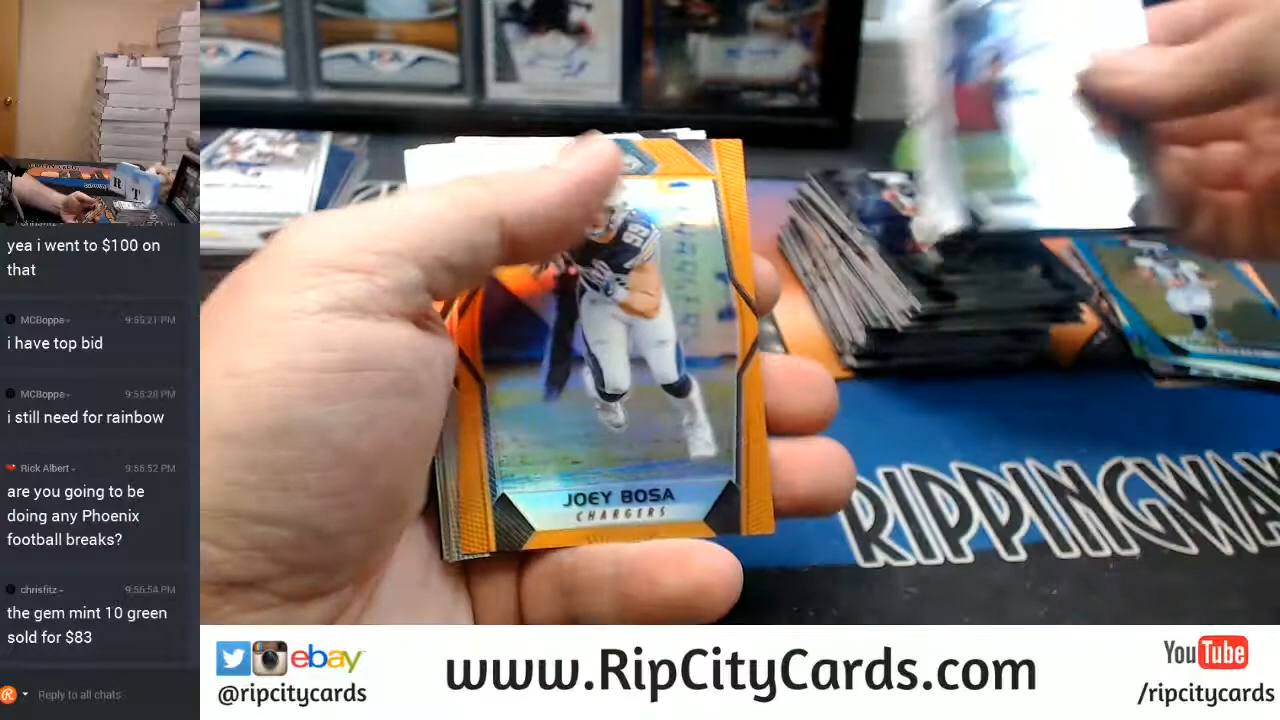 yea i went to $100 on
that
MCBoppe
9:55:21 PM
i have top bid
MCBoppe
9:55:28 PM
i still need for rainbow
Rick Albert
9:55:52 PM
are you going to be
doing any Phoenix
football breaks?
chrisfitz
9:56:54 PM
the gem mint 10 green
sold for $83
Reply to all chats
99
JOEY BOSA
CHARGERS
RIPPINGWAX
ebay
@ripcitycards
www.RipCityCards.com
YouTube
/ripcitycards